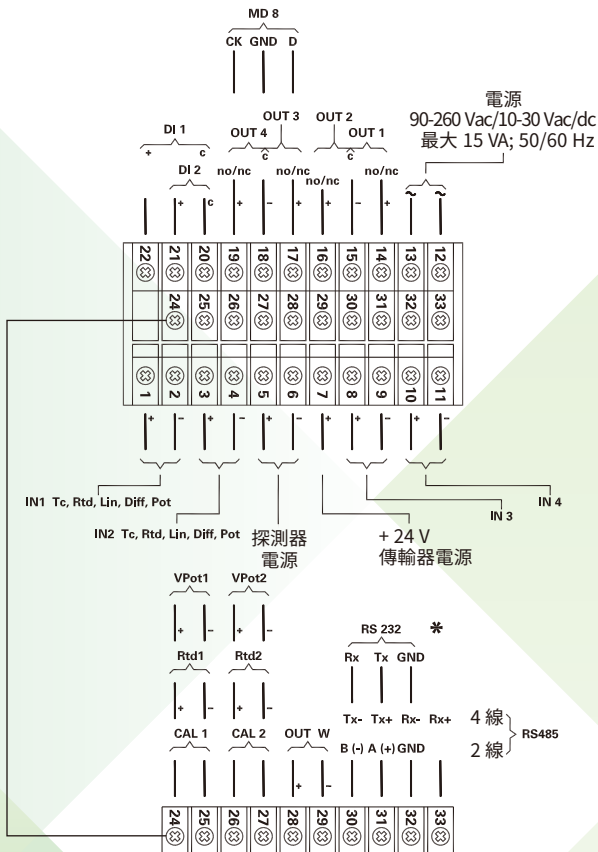 MD 8
CK GND D
電源
90-260 Vac/10-30 Vac/dc
最大 15 VA; 50/60 Hz
DI 1
+ c
DI 2
+ c
OUT 3 OUT 2
OUT 4 OUT 1
c c
no/nc no/nc no/nc no/nc
+ - + + - +
~ ~
22 21 20 19 18 17 16 15 14 13 12
24 25 26 27 28 29 30 31 32 33
1 2 3 4 5 6 7 8 9 10 11
+ - + - + - + + - + -
IN1 Tc, Rtd, Lin, Diff, Pot
IN2 Tc, Rtd, Lin, Diff, Pot
探測器
電源
+ 24 V
傳輸器電源
IN 3
IN 4
VPot1 VPot2
+ - + -
Rtd1 Rtd2
+ - + -
CAL 1 CAL 2 OUT W
+ -
RS 232 *
Rx Tx GND
Tx- Tx+ Rx- Rx+ 4 線
B (-) A (+) GND 2 線
RS485
24 25 26 27 28 29 30 31 32 33